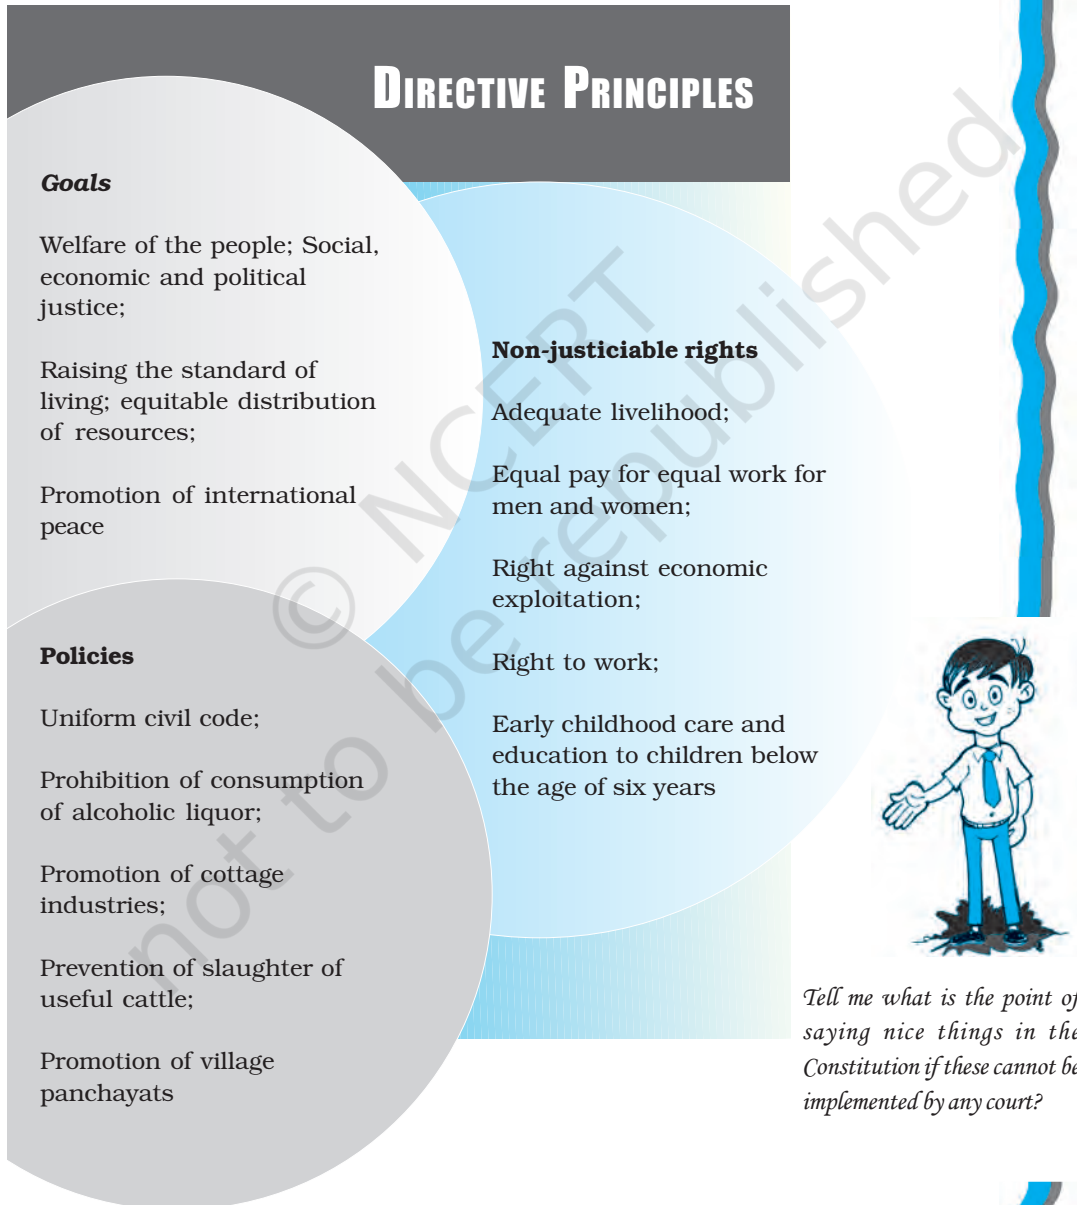 DIRECTIVE PRINCIPLES
Goals
Welfare of the people; Social,
economic and political
justice;
Raising the standard of
living; equitable distribution
of resources;
Promotion of international
peace
Policies
Uniform civil code;
Prohibition of consumption
of alcoholic liquor;
Promotion of cottage
industries;
Prevention of slaughter of
useful cattle;
Promotion of village
panchayats
Non-justiciable rights
Adequate livelihood;
Equal pay for equal work for
men and women;
Right against economic
exploitation;
Right to work;
Early childhood care and
education to children below
the age of six years
Tell me what is the point of
saying nice things in the
Constitution if these cannot be
implemented by any court?
© NCERT
not to be republished